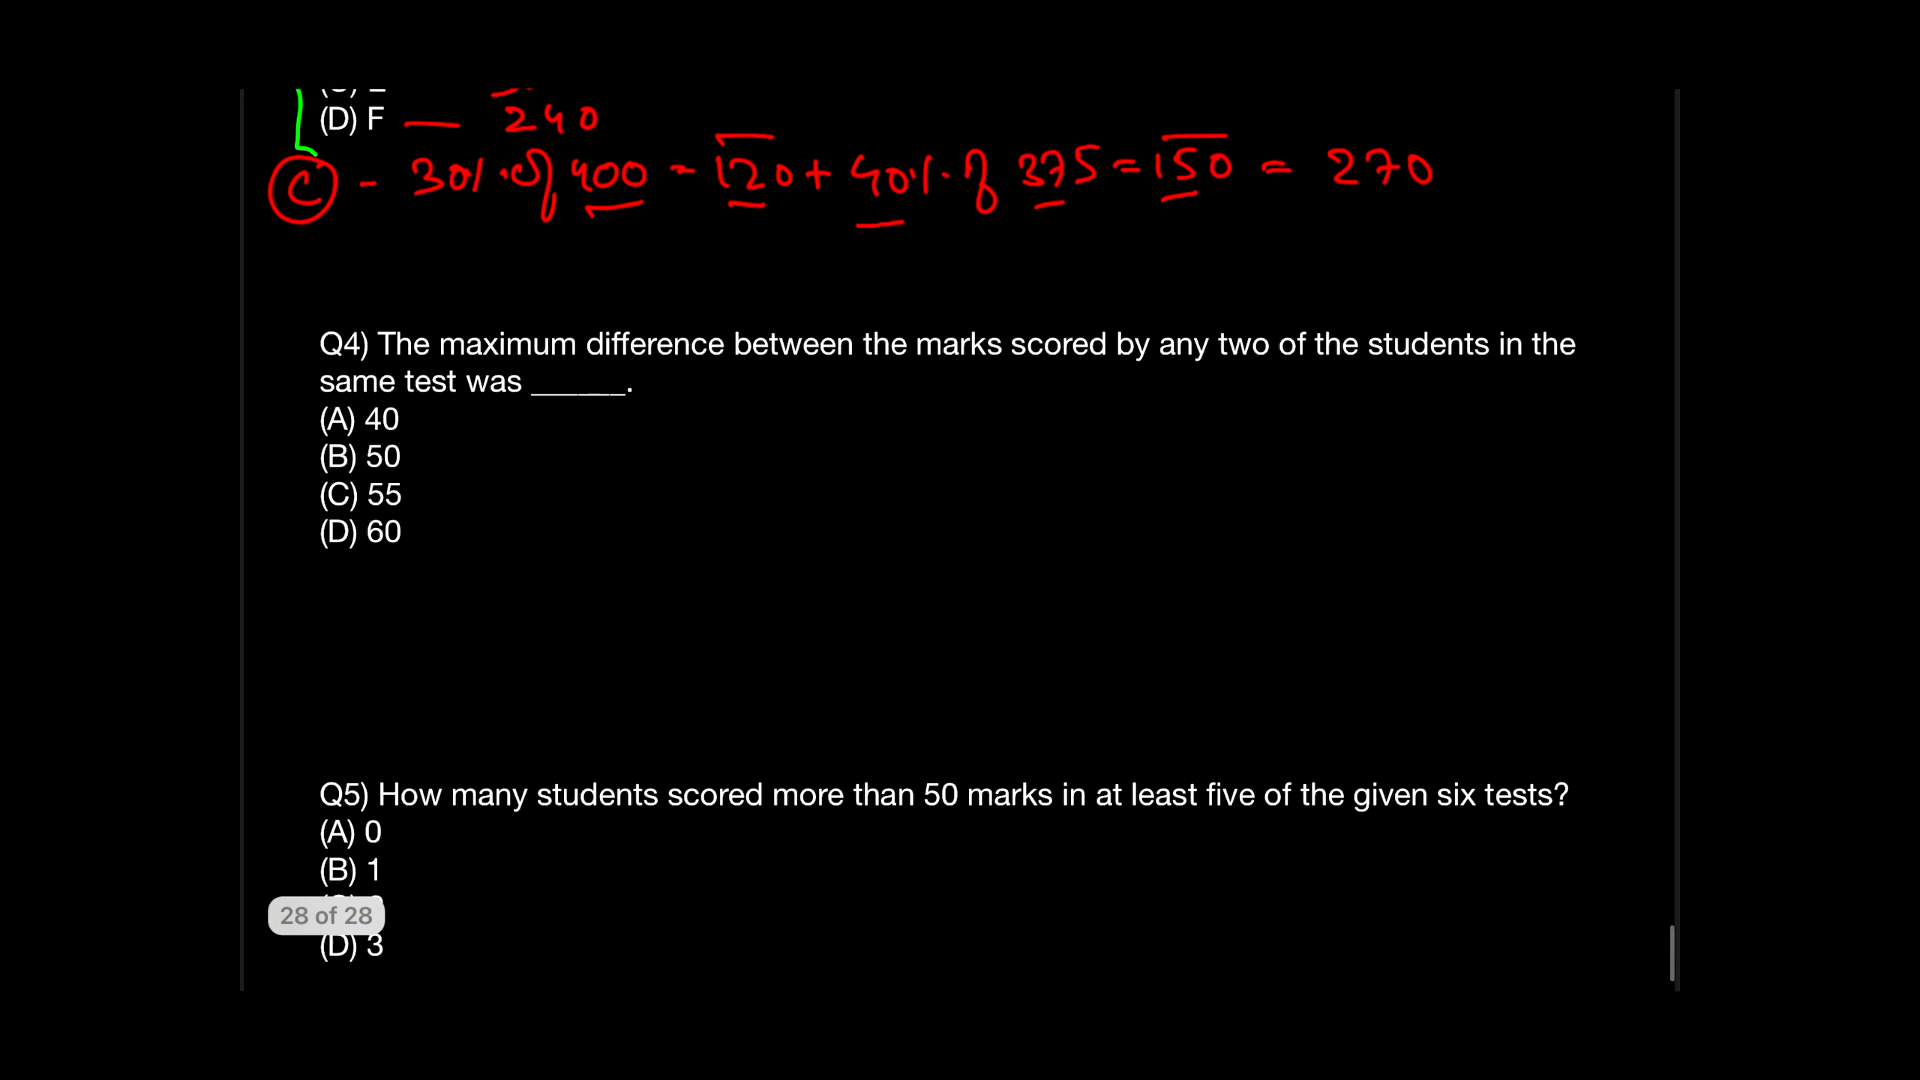 (D) F — 240
C - 30% of 400 = 120 + 40% of 375 = 150 = 270
Q4) The maximum difference between the marks scored by any two of the students in the
same test was ______.
(A) 40
(B) 50
(C) 55
(D) 60
Q5) How many students scored more than 50 marks in at least five of the given six tests?
(A) 0
(B) 1
28 of 28
(D) 3